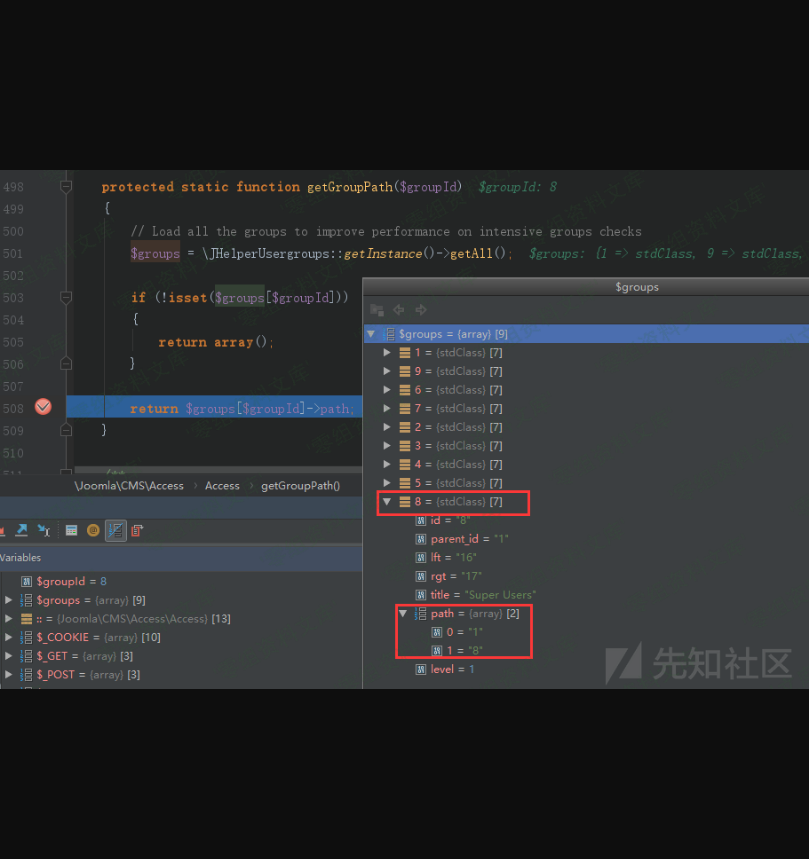 498 protected static function getGroupPath($groupId) $groupId: 8
499 {
500 // Load all the groups to improve performance on intensive groups checks
501 $groups = \JHelperUsergroups::getInstance()->getAll(); $groups: {1 => stdClass, 9 => stdClass,
502
503 if (!isset($groups[$groupId]))
504 {
505 return array();
506 }
507
508 return $groups[$groupId]->path;
509 }
510
511 /**
\Joomla\CMS\Access › Access › getGroupPath()
Variables
$groupId = 8
$groups = {array} [9]
:: = {Joomla\CMS\Access\Access} [13]
$_COOKIE = {array} [10]
$_GET = {array} [3]
$_POST = {array} [3]
$groups
$groups = {array} [9]
1 = {stdClass} [7]
9 = {stdClass} [7]
6 = {stdClass} [7]
7 = {stdClass} [7]
2 = {stdClass} [7]
3 = {stdClass} [7]
4 = {stdClass} [7]
5 = {stdClass} [7]
8 = {stdClass} [7]
id = "8"
parent_id = "1"
lft = "16"
rgt = "17"
title = "Super Users"
path = {array} [2]
0 = "1"
1 = "8"
level = 1
先知社区